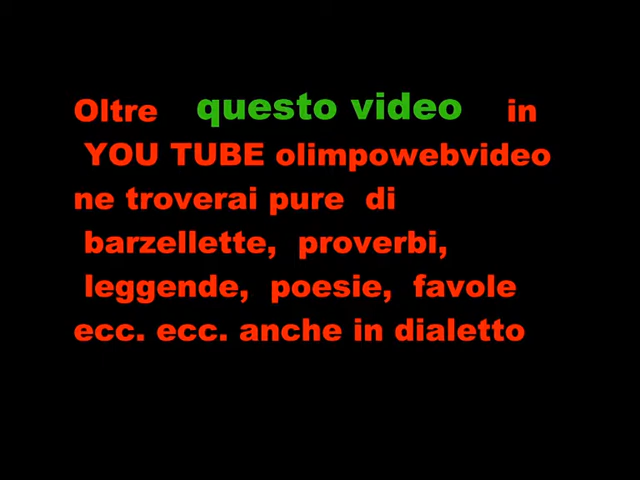 Oltre questo video in
YOU TUBE olimpowebvideo
ne troverai pure di
barzellette, proverbi,
leggende, poesie, favole
ecc. ecc. anche in dialetto